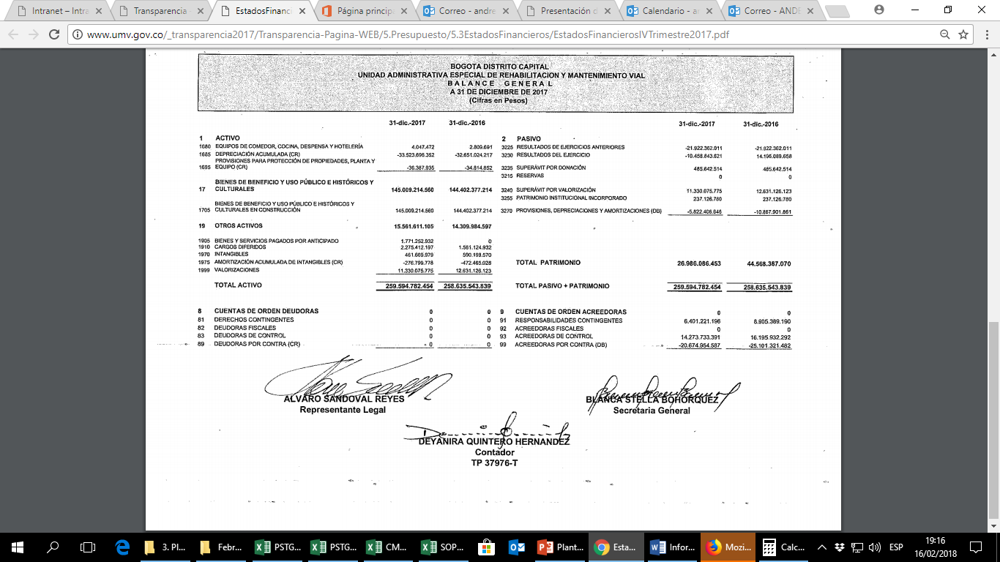 Intranet – Intra
Transparencia -
EstadosFinanci
Página principa
Correo - andre
Presentación d
Calendario - a
Correo - ANDE
www.umv.gov.co/_transparencia2017/Transparencia-Pagina-WEB/5.Presupuesto/5.3EstadosFinancieros/EstadosFinancierosIVTrimestre2017.pdf
BOGOTA DISTRITO CAPITAL
UNIDAD ADMINISTRATIVA ESPECIAL DE REHABILITACION Y MANTENIMIENTO VIAL
BALANCE GENERAL
A 31 DE DICIEMBRE DE 2017
(Cifras en Pesos)
31-dic.-2017 31-dic.-2016
1 ACTIVO
1680 EQUIPOS DE COMEDOR, COCINA, DESPENSA Y HOTELERÍA 4.047.472 2.809.691
1685 DEPRECIACIÓN ACUMULADA (CR) -33.523.696.352 -32.651.024.217
PROVISIONES PARA PROTECCIÓN DE PROPIEDADES, PLANTA Y
1695 EQUIPO (CR) -36.387.935 -34.814.852
BIENES DE BENEFICIO Y USO PÚBLICO E HISTÓRICOS Y
17 CULTURALES 145.009.214.560 144.402.377.214
BIENES DE BENEFICIO Y USO PÚBLICO E HISTÓRICOS Y
1705 CULTURALES EN CONSTRUCCIÓN 145.009.214.560 144.402.377.214
19 OTROS ACTIVOS 15.561.611.105 14.309.984.597
1905 BIENES Y SERVICIOS PAGADOS POR ANTICIPADO 1.771.252.932 0
1910 CARGOS DIFERIDOS 2.275.412.197 1.561.124.932
1970 INTANGIBLES 461.669.979 590.198.570
1975 AMORTIZACIÓN ACUMULADA DE INTANGIBLES (CR) -276.799.778 -472.465.028
1999 VALORIZACIONES 11.330.075.775 12.631.126.123
TOTAL ACTIVO 259.594.782.454 258.635.543.839
8 CUENTAS DE ORDEN DEUDORAS 0 0
81 DERECHOS CONTINGENTES 0 0
82 DEUDORAS FISCALES 0 0
83 DEUDORAS DE CONTROL 0 0
89 DEUDORAS POR CONTRA (CR) 0 0
31-dic.-2017 31-dic.-2016
2 PASIVO
3225 RESULTADOS DE EJERCICIOS ANTERIORES -21.922.362.011 -21.922.362.011
3230 RESULTADOS DEL EJERCICIO -10.458.843.621 14.196.089.658
3235 SUPERÁVIT POR DONACIÓN 485.642.514 485.642.514
3215 RESERVAS 0 0
3240 SUPERÁVIT POR VALORIZACIÓN 11.330.075.775 12.631.126.123
3255 PATRIMONIO INSTITUCIONAL INCORPORADO 237.126.780 237.126.780
3270 PROVISIONES, DEPRECIACIONES Y AMORTIZACIONES (DB) -5.822.406.646 -10.867.901.861
TOTAL PATRIMONIO 26.986.086.453 44.568.387.070
TOTAL PASIVO + PATRIMONIO 259.594.782.454 258.635.543.839
9 CUENTAS DE ORDEN ACREEDORAS 0 0
91 RESPONSABILIDADES CONTINGENTES 6.401.221.196 8.905.389.190
92 ACREEDORAS FISCALES 0 0
93 ACREEDORAS DE CONTROL 14.273.733.391 16.195.932.292
99 ACREEDORAS POR CONTRA (DB) -20.674.954.587 -25.101.321.482
ALVARO SANDOVAL REYES
Representante Legal
BLANCA STELLA BOHORQUEZ
Secretaria General
DEYANIRA QUINTERO HERNANDEZ
Contador
TP 37976-T
3. Pl...
Febr...
PSTG...
PSTG...
CM...
SOP...
Plant...
Esta...
Infor...
Mozi...
Calc...
ESP
19:16
16/02/2018